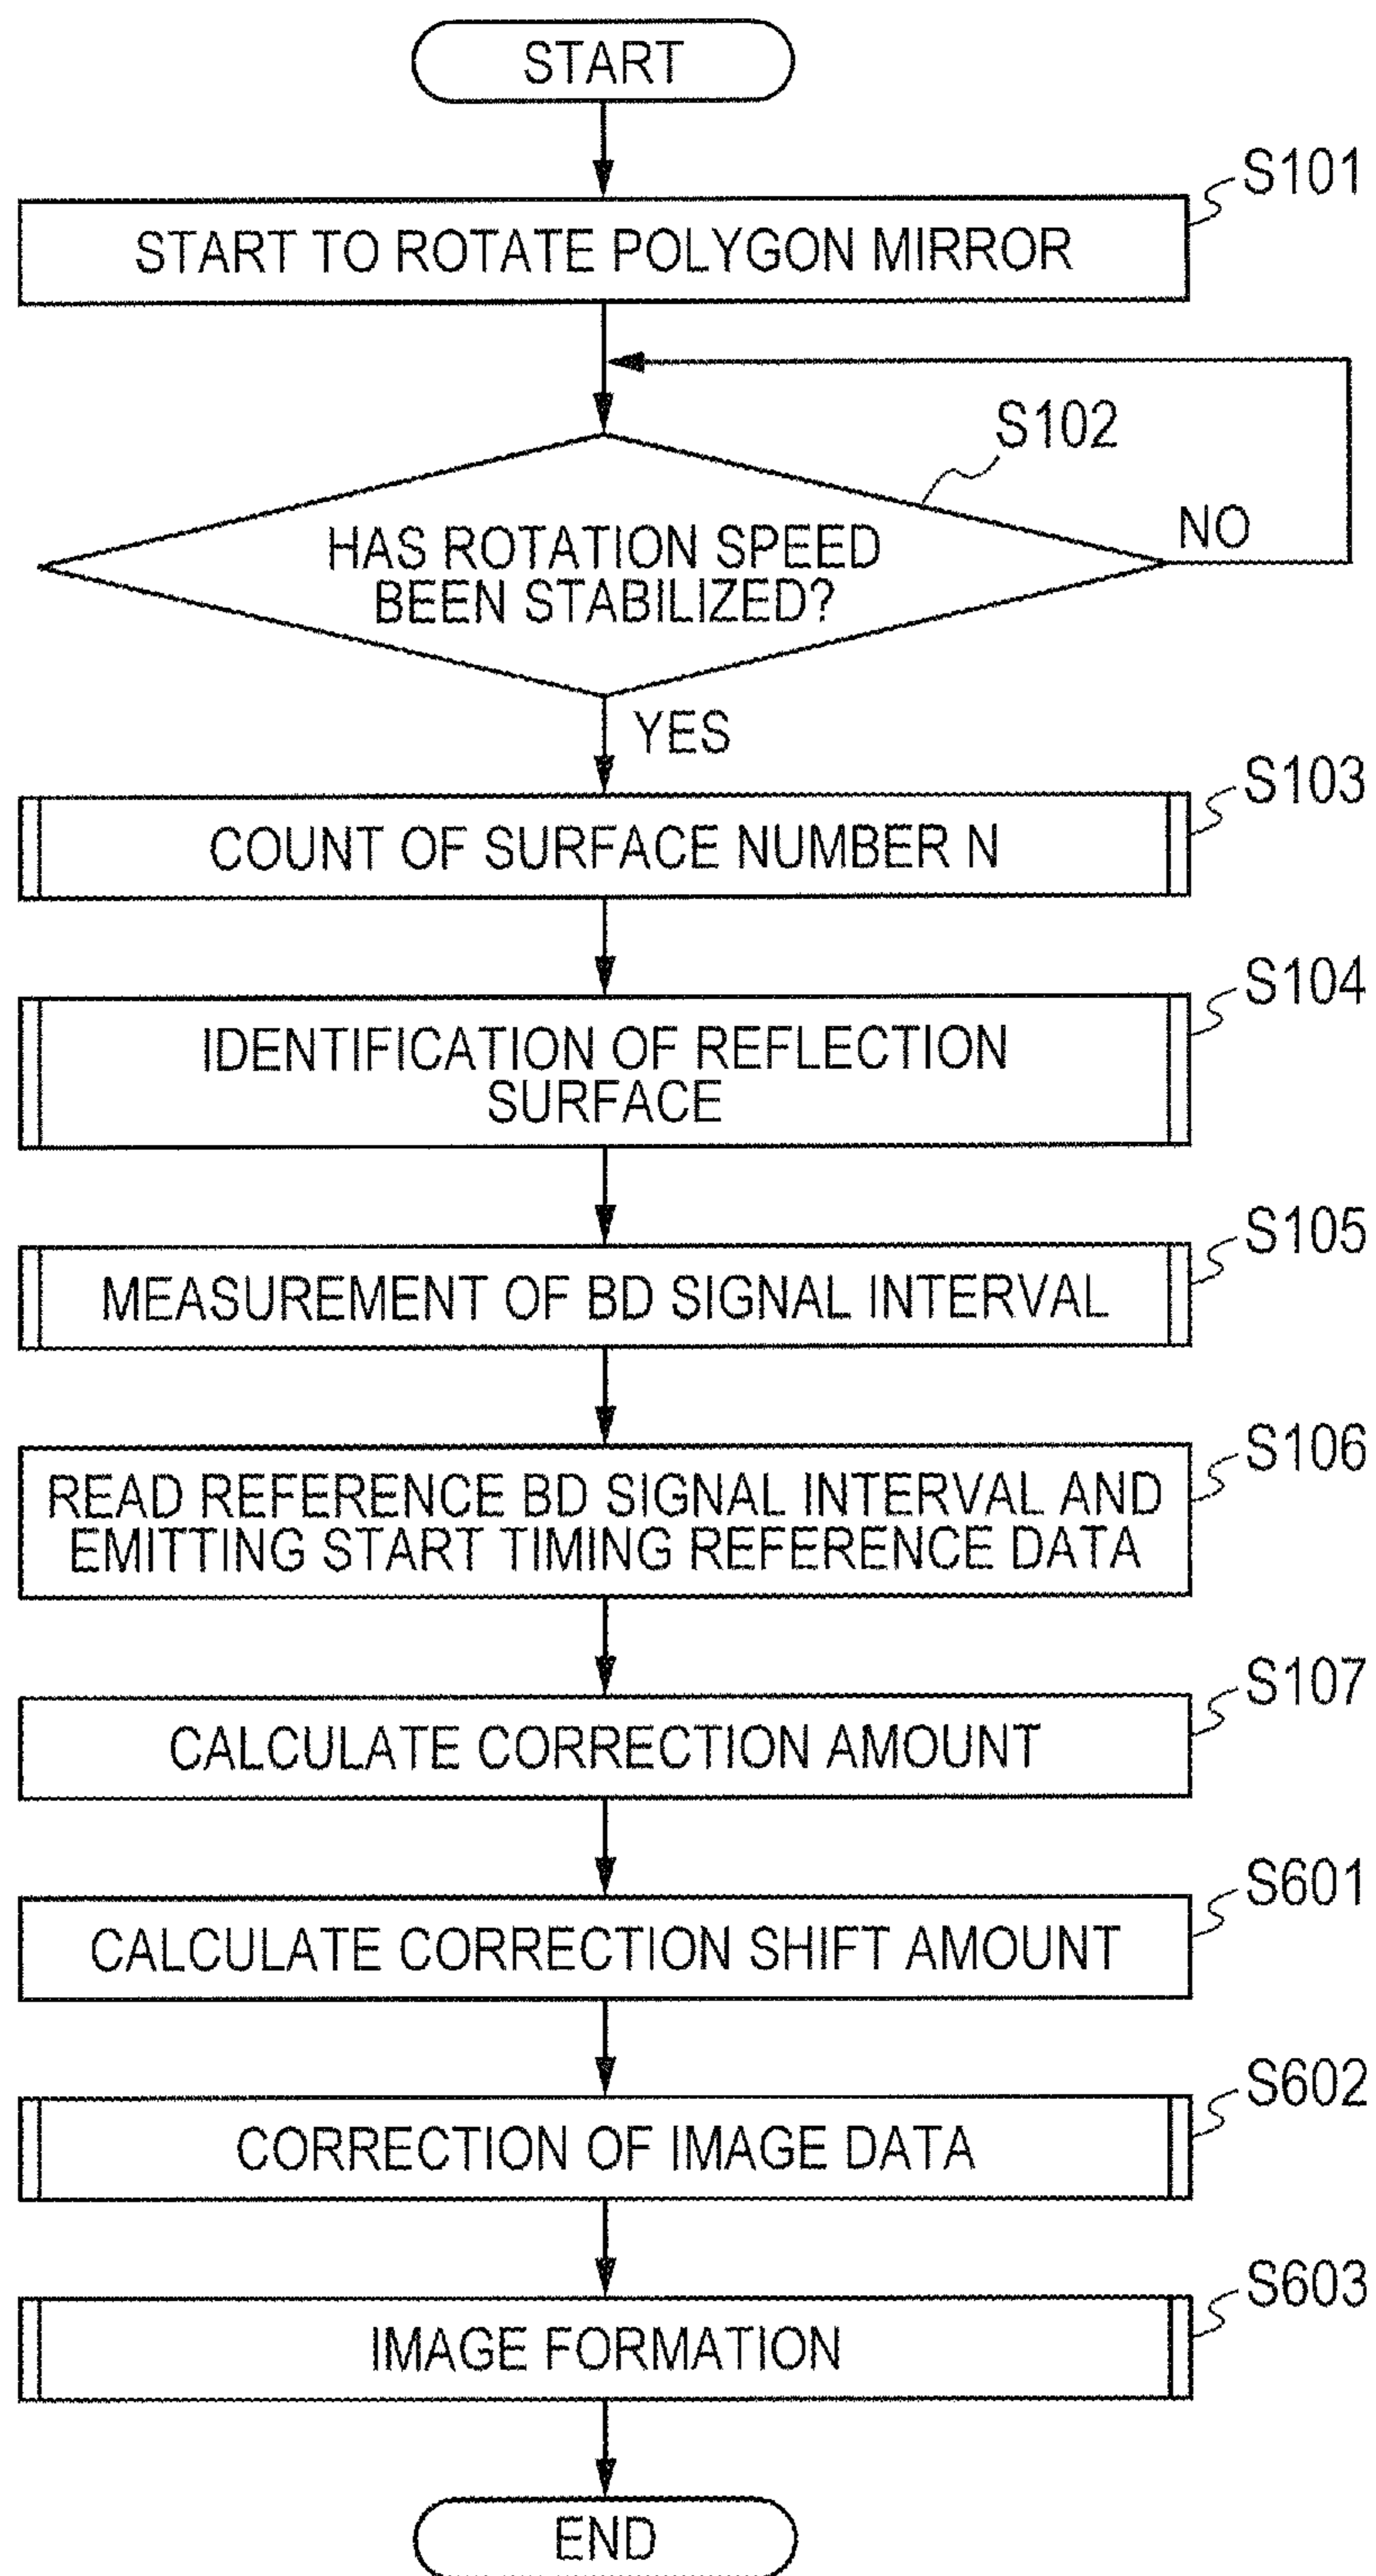 START
S101
START TO ROTATE POLYGON MIRROR
S102
HAS ROTATION SPEED
BEEN STABILIZED?
NO
YES
S103
COUNT OF SURFACE NUMBER N
S104
IDENTIFICATION OF REFLECTION
SURFACE
S105
MEASUREMENT OF BD SIGNAL INTERVAL
S106
READ REFERENCE BD SIGNAL INTERVAL AND
EMITTING START TIMING REFERENCE DATA
S107
CALCULATE CORRECTION AMOUNT
S601
CALCULATE CORRECTION SHIFT AMOUNT
S602
CORRECTION OF IMAGE DATA
S603
IMAGE FORMATION
END